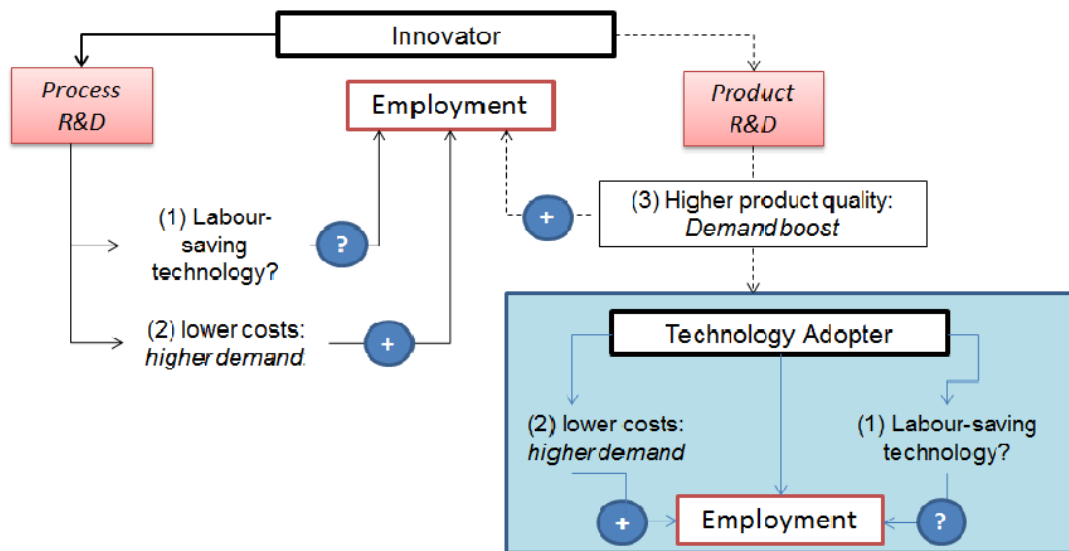 Innovator
Process
R&D
Employment
Product
R&D
(1) Labour-
saving
technology?
?
+
(3) Higher product quality:
Demand boost
(2) lower costs:
higher demand.
+
Technology Adopter
(2) lower costs:
higher demand
(1) Labour-saving
technology?
+
Employment
?